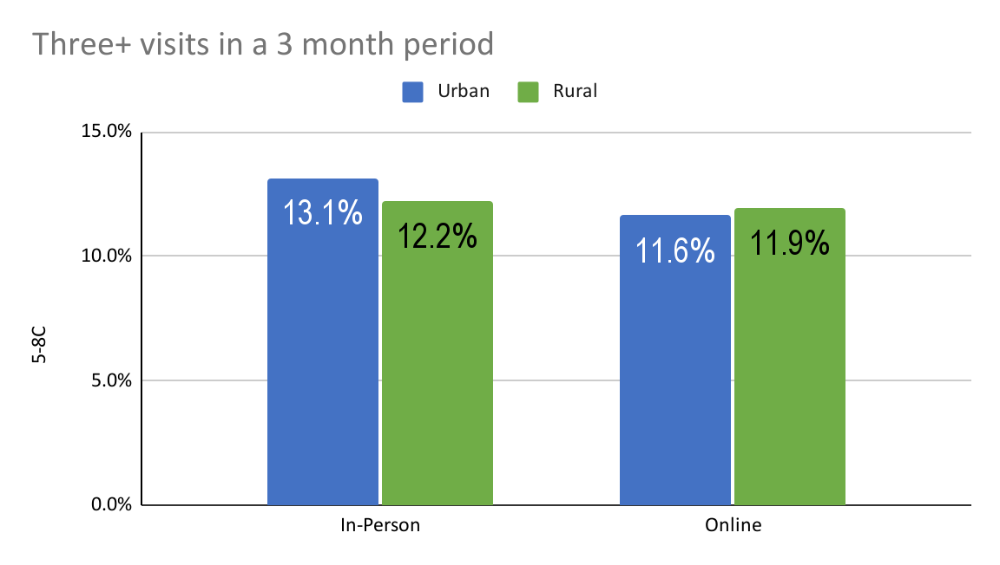 Three+ visits in a 3 month period
Urban Rural
15.0%
13.1%
12.2%
11.6%
11.9%
10.0%
5-8C
5.0%
0.0%
In-Person Online